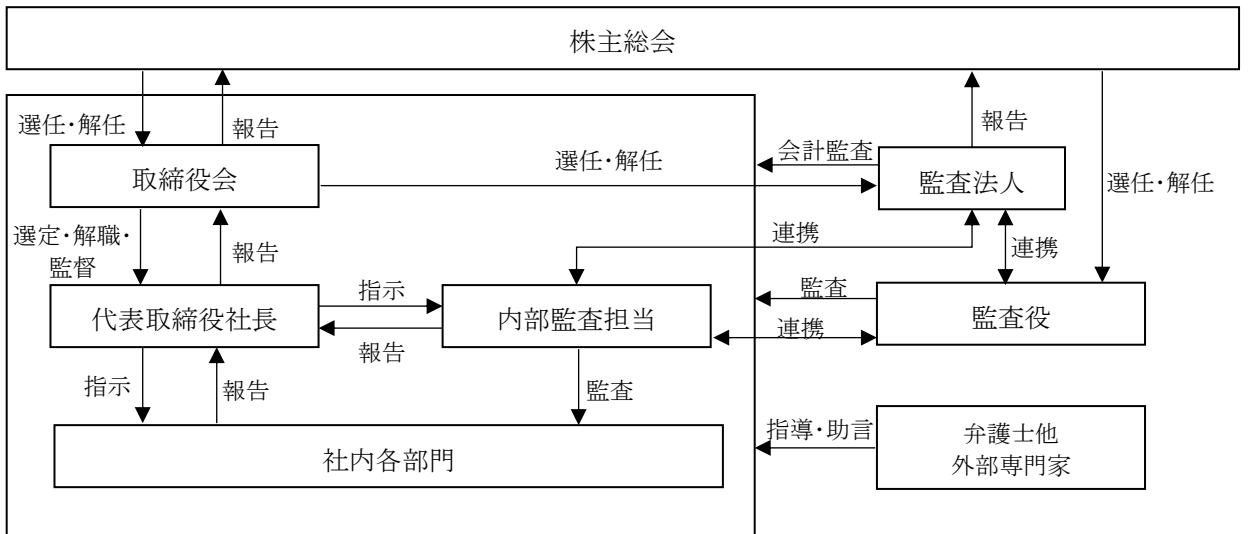 株主総会
選任・解任
報告
報告
取締役会
選任・解任
会計監査
監査法人
選任・解任
選定・解職・
監督
報告
連携
連携
代表取締役社長
指示
報告
内部監査担当
監査
連携
監査役
指示
報告
監査
社内各部門
指導・助言
弁護士他
外部専門家